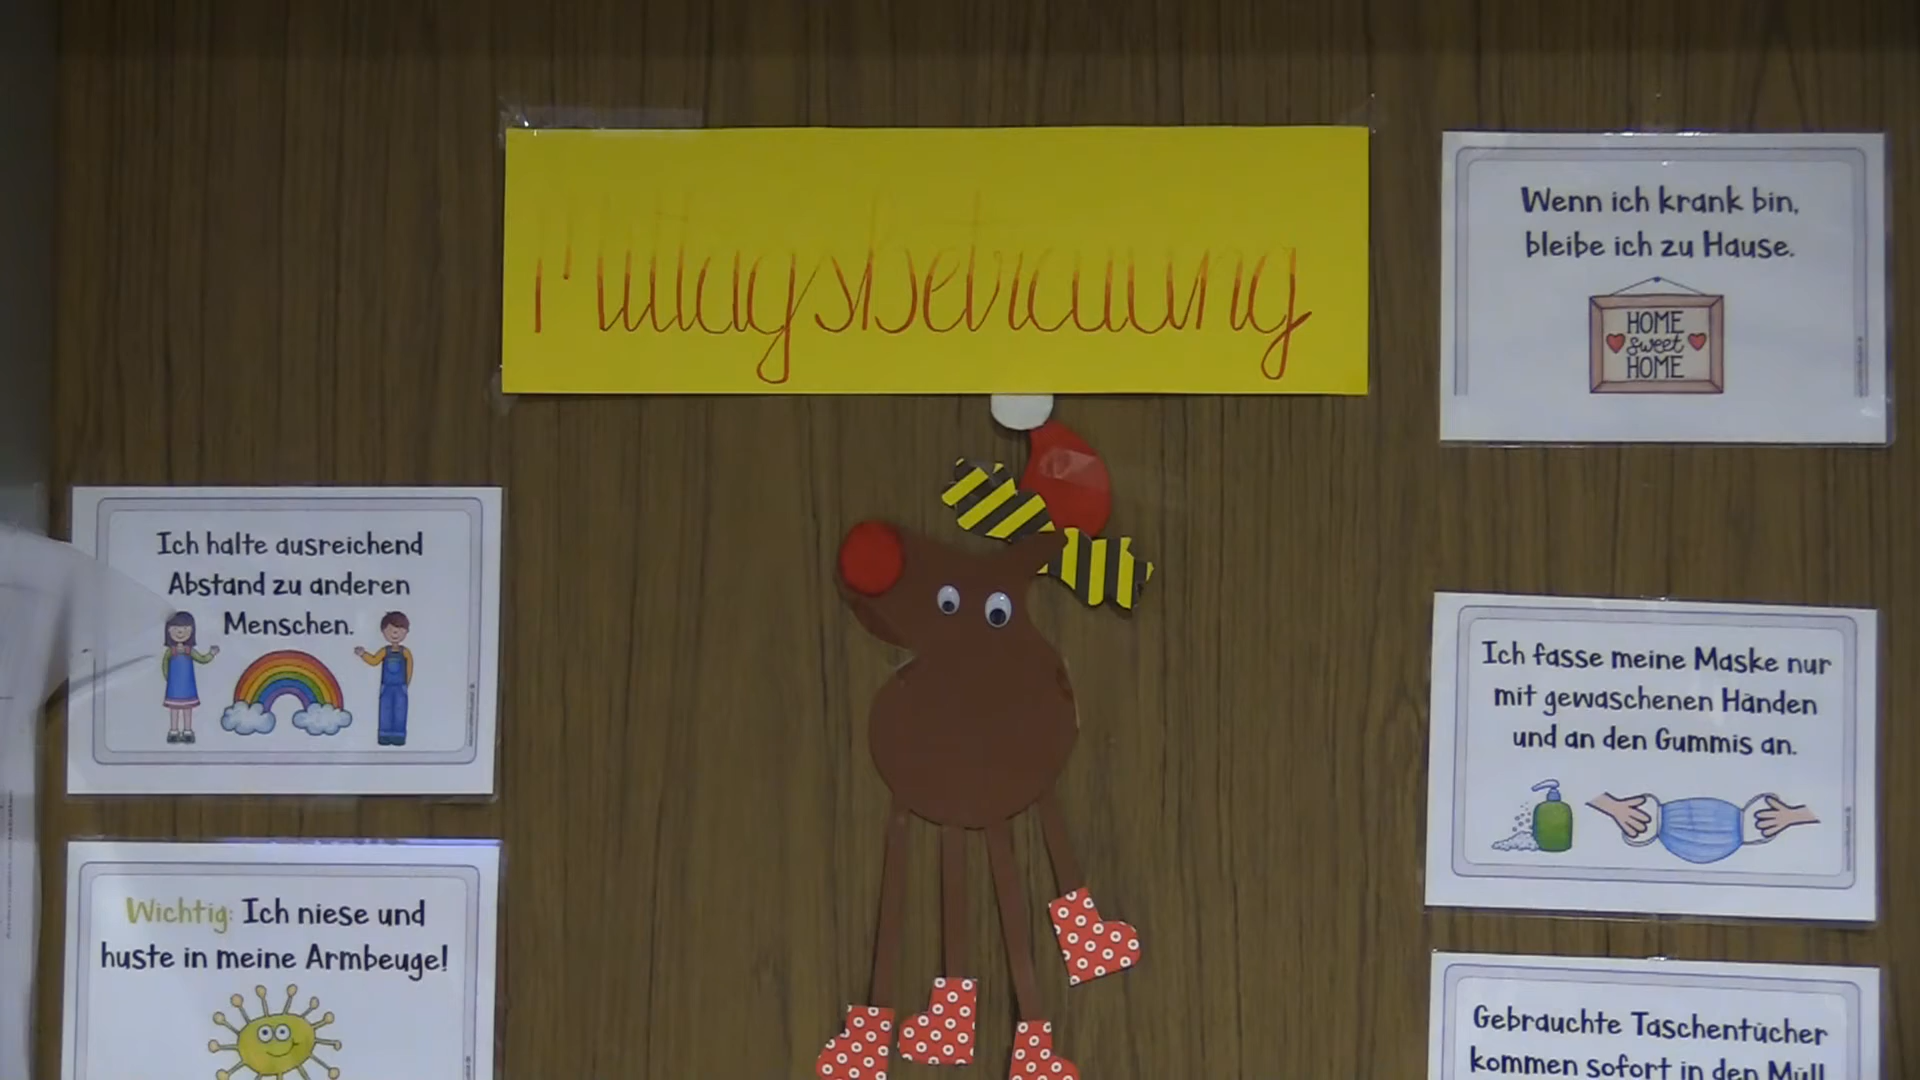 Mittagsbetreuung
Wenn ich krank bin,
bleibe ich zu Hause.
HOME
sweet
HOME
Ich halte ausreichend
Abstand zu anderen
Menschen.
Ich fasse meine Maske nur
mit gewaschenen Händen
und an den Gummis an.
Wichtig: Ich niese und
huste in meine Armbeuge!
Gebrauchte Taschentücher
kommen sofort in den Müll